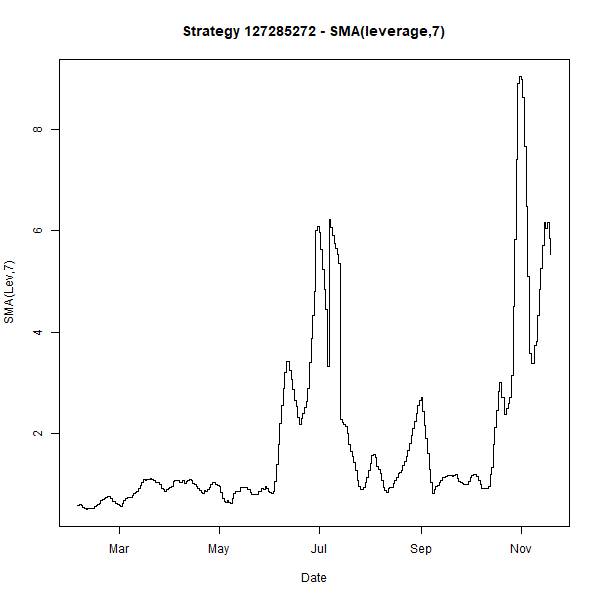 Strategy 127285272 - SMA(leverage,7)
SMA(Lev,7)
8
6
4
2
Mar May Jul Sep Nov
Date